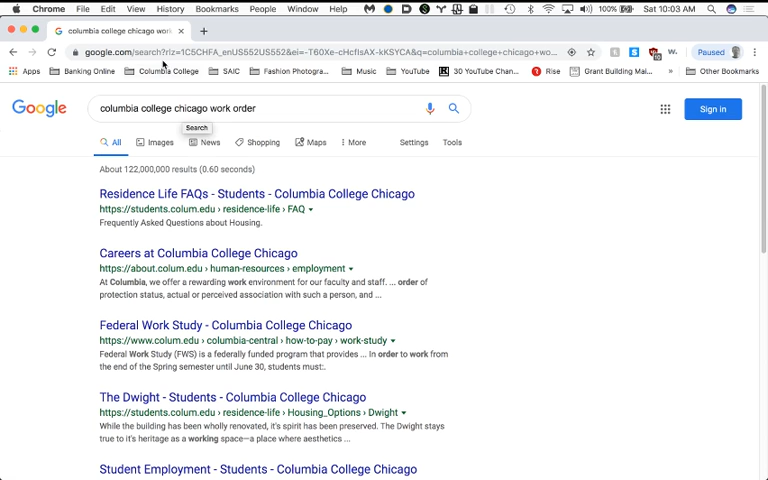 Chrome File Edit View History Bookmarks People Window Help 100% Sat 10:03 AM
columbia college chicago work
google.com/search?rlz=1C5CHFA_enUS552US552&ei=-T60Xe-cHcfIsAX-kKSYCA&q=columbia+college+chicago+wo... Paused
Apps Banking Online Columbia College SAIC Fashion Photogra... Music YouTube 30 YouTube Chan... Rise Grant Building Mai... » Other Bookmarks
Google columbia college chicago work order Sign in
Search
All Images News Shopping Maps More Settings Tools
About 122,000,000 results (0.60 seconds)
Residence Life FAQs - Students - Columbia College Chicago
https://students.colum.edu › residence-life › FAQ
Frequently Asked Questions about Housing.
Careers at Columbia College Chicago
https://about.colum.edu › human-resources › employment
At Columbia, we offer a rewarding work environment for our faculty and staff. ... order of
protection status, actual or perceived association with such a person, and ...
Federal Work Study - Columbia College Chicago
https://www.colum.edu › columbia-central › how-to-pay › work-study
Federal Work Study (FWS) is a federally funded program that provides ... In order to work from
the end of the Spring semester until June 30, students must:.
The Dwight - Students - Columbia College Chicago
https://students.colum.edu › residence-life › Housing_Options › Dwight
While the building has been wholly renovated, it's spirit has been preserved. The Dwight stays
true to it's heritage as a working space—a place where aesthetics ...
Student Employment - Students - Columbia College Chicago